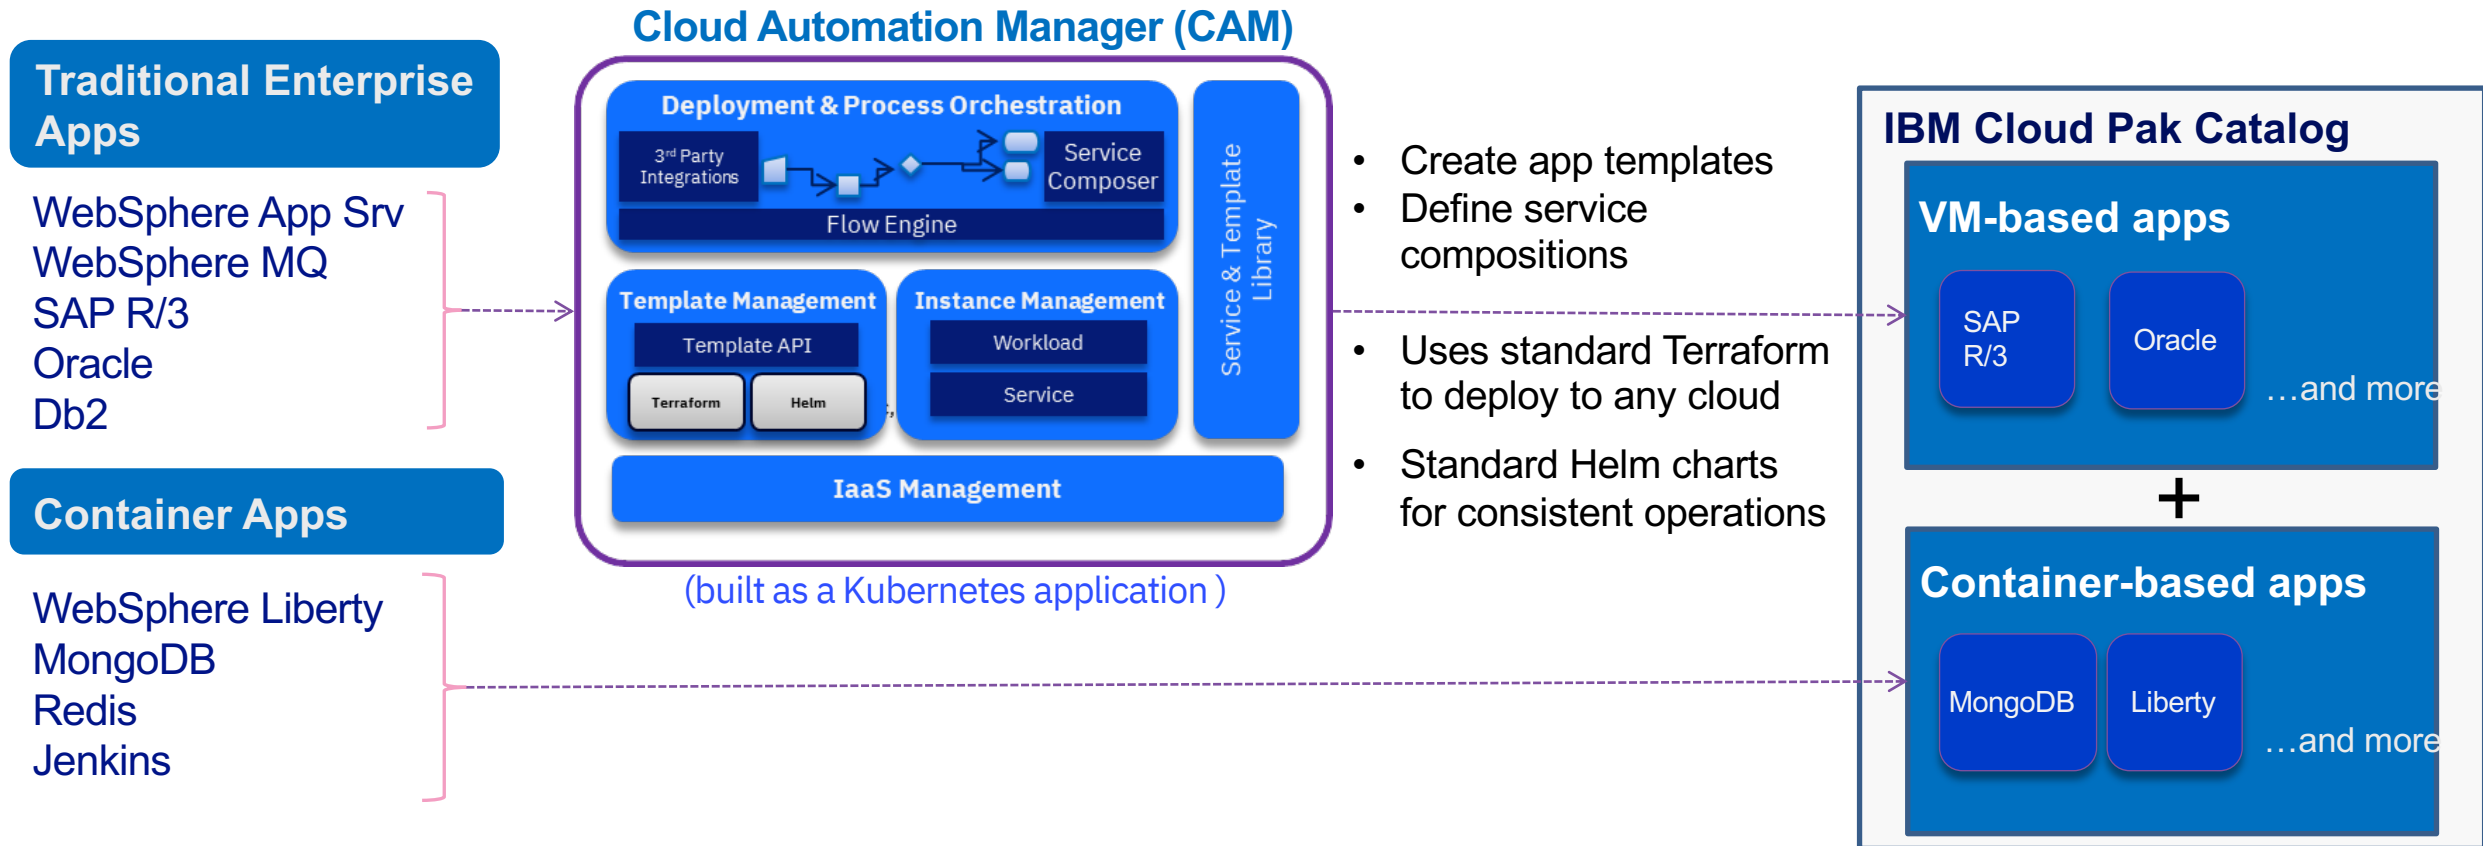 Cloud Automation Manager (CAM)
Traditional Enterprise
Apps
WebSphere App Srv
WebSphere MQ
SAP R/3
Oracle
Db2
Container Apps
WebSphere Liberty
MongoDB
Redis
Jenkins
Deployment & Process Orchestration
3rd Party
Integrations
Service
Composer
Flow Engine
Template Management
Template API
Terraform
Helm
Instance Management
Workload
Service
Service & Template
Library
IaaS Management
(built as a Kubernetes application )
• Create app templates
• Define service
compositions
• Uses standard Terraform
to deploy to any cloud
• Standard Helm charts
for consistent operations
IBM Cloud Pak Catalog
VM-based apps
SAP
R/3
Oracle
…and more
+
Container-based apps
MongoDB
Liberty
…and more